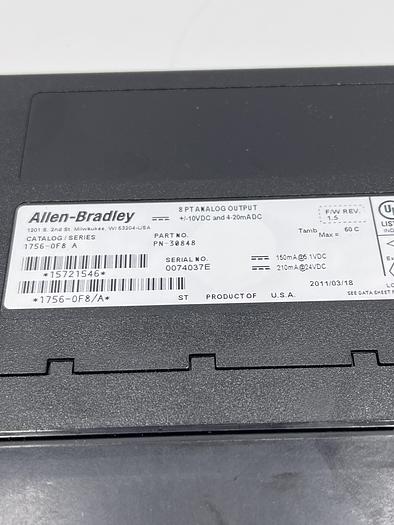 Allen-Bradley
8 PT ANALOG OUTPUT
+/-10VDC and 4-20mADC
F/W REV.
1.5
1201 S. 2nd St. Milwaukee, WI 53204-USA
Tamb
Max = 60 C
CATALOG / SERIES
1756-OF8 A
PART NO.
PN-30848
SERIAL NO.
0074037E
150mA@5.1VDC
210mA@24VDC
*15721546*
*1756-OF8/A*
ST PRODUCT OF U.S.A.
2011/03/18
SEE DATA SHEET
UL
LIST